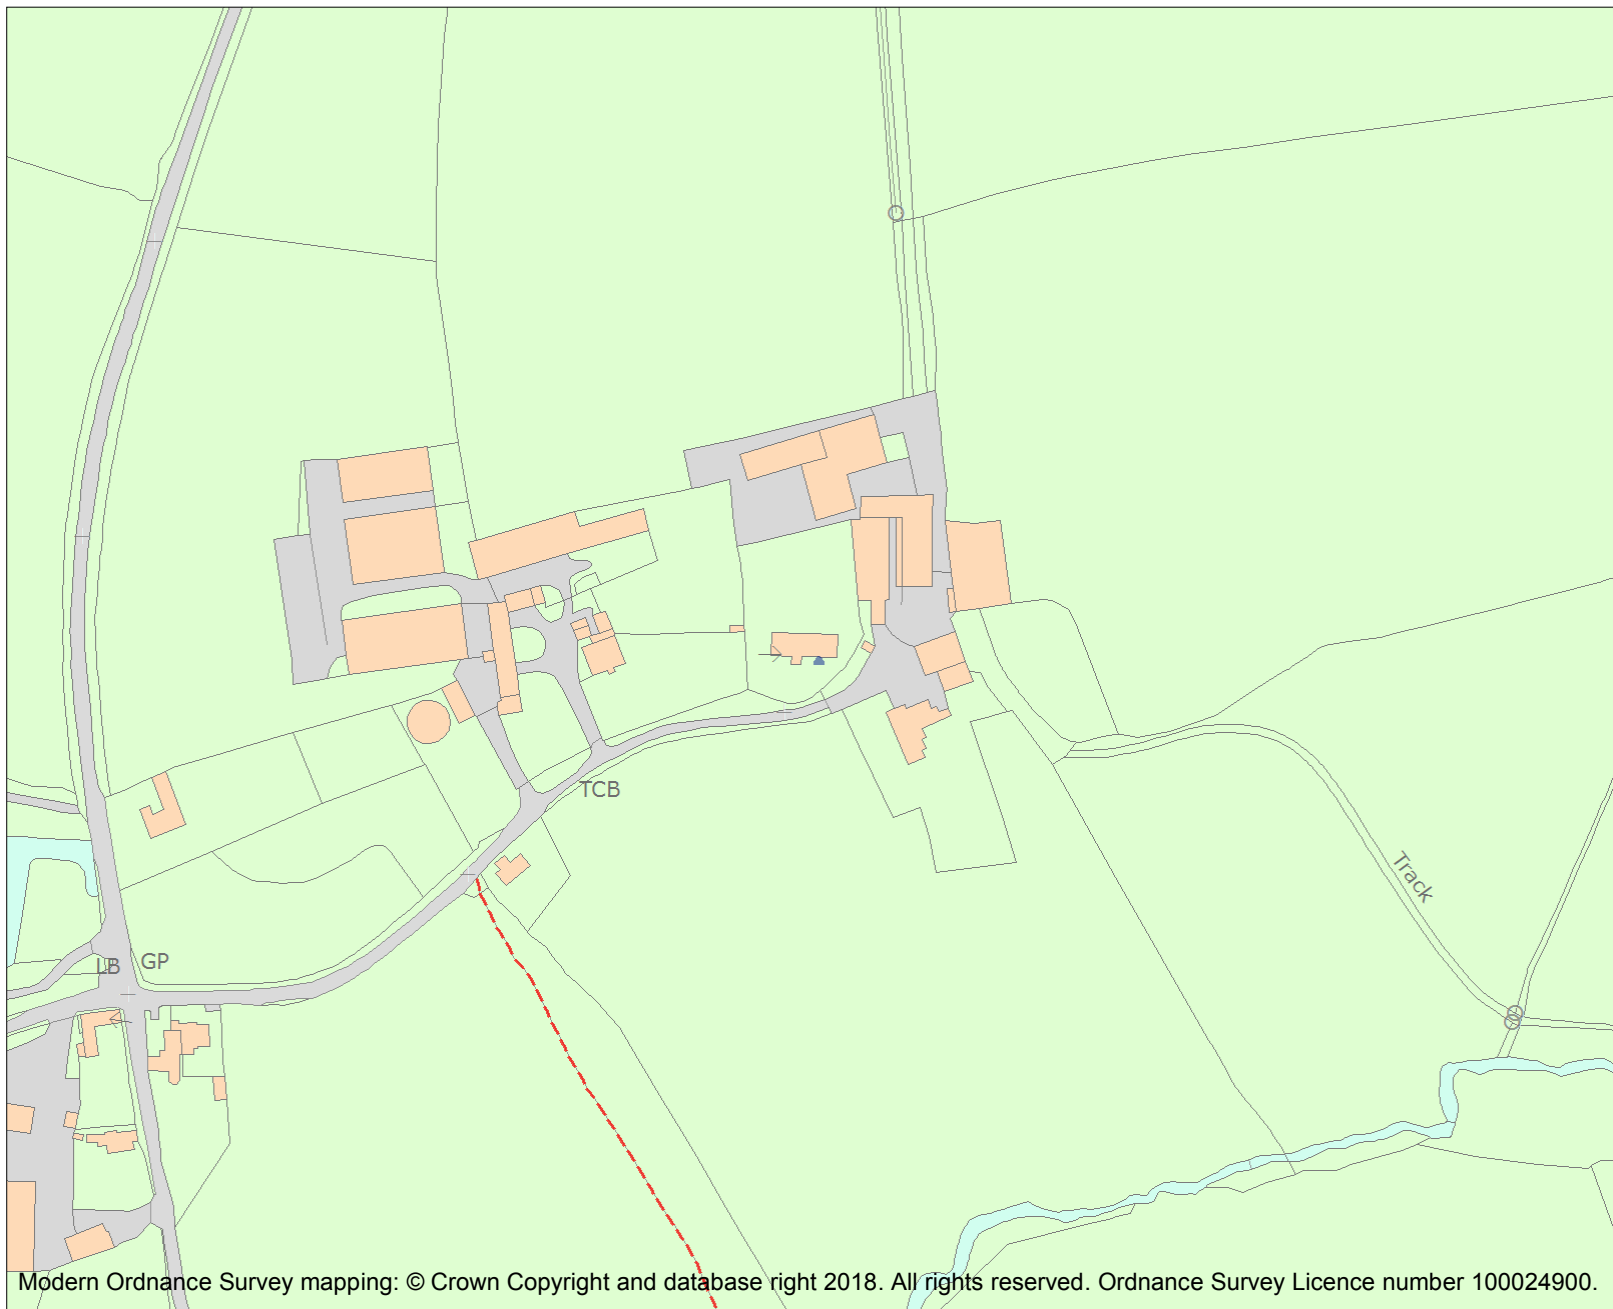 TCB
Track
LB
GP
Modern Ordnance Survey mapping: © Crown Copyright and database right 2018. All rights reserved. Ordnance Survey Licence number 100024900.